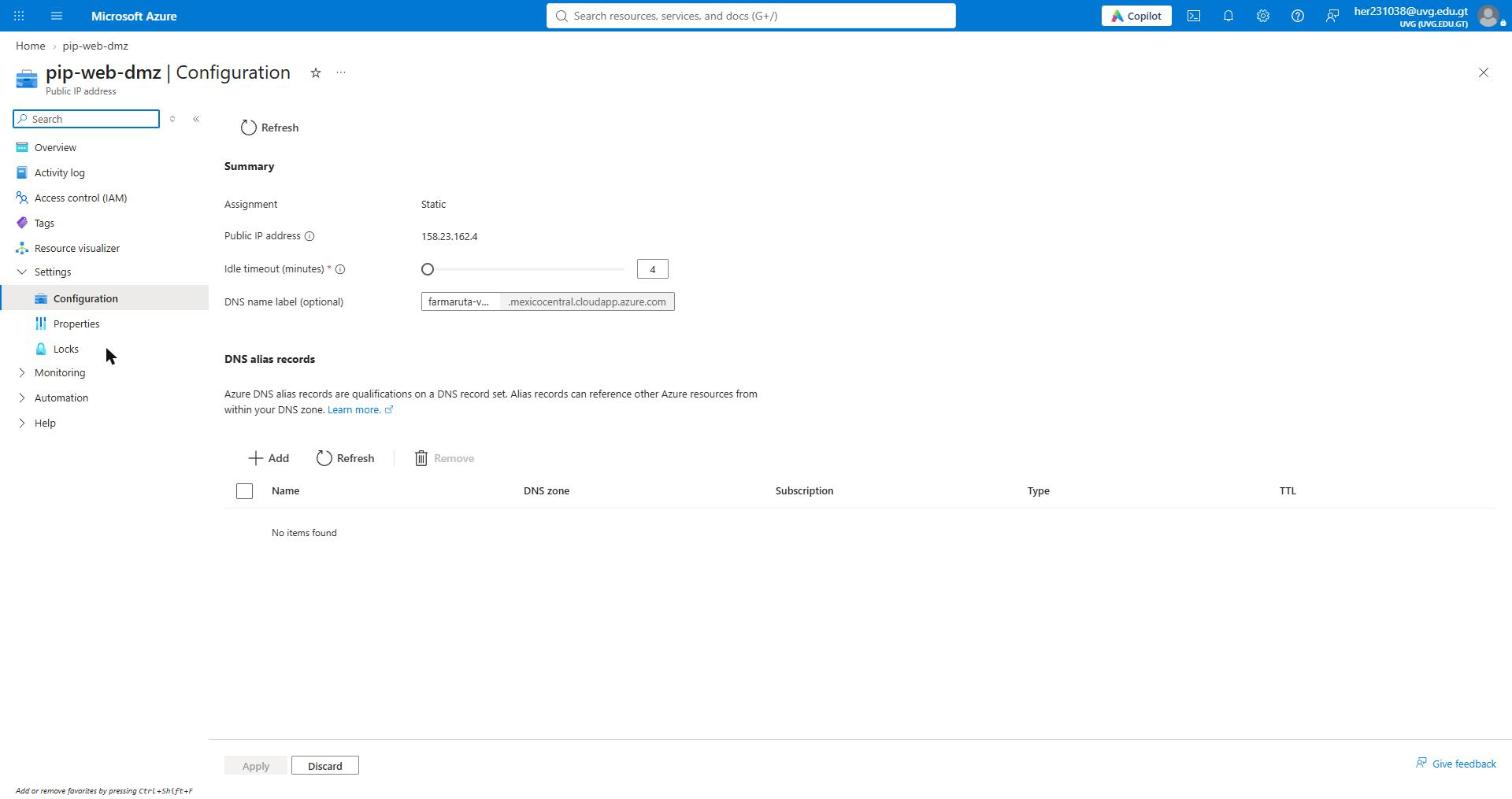 Microsoft Azure
Search resources, services, and docs (G+/)
Copilot
her231038@uvg.edu.gt
UVG (UVG.EDU.GT)
Home > pip-web-dmz
pip-web-dmz | Configuration
Public IP address
Search
Overview
Activity log
Access control (IAM)
Tags
Resource visualizer
Settings
Configuration
Properties
Locks
Monitoring
Automation
Help
Refresh
Summary
Assignment Static
Public IP address 158.23.162.4
Idle timeout (minutes) * 4
DNS name label (optional) farmaruta-v... .mexicocentral.cloudapp.azure.com
DNS alias records
Azure DNS alias records are qualifications on a DNS record set. Alias records can reference other Azure resources from
within your DNS zone. Learn more.
Add Refresh Remove
Name DNS zone Subscription Type TTL
No items found
Apply Discard
Give feedback
Add or remove favorites by pressing Ctrl+Shift+F